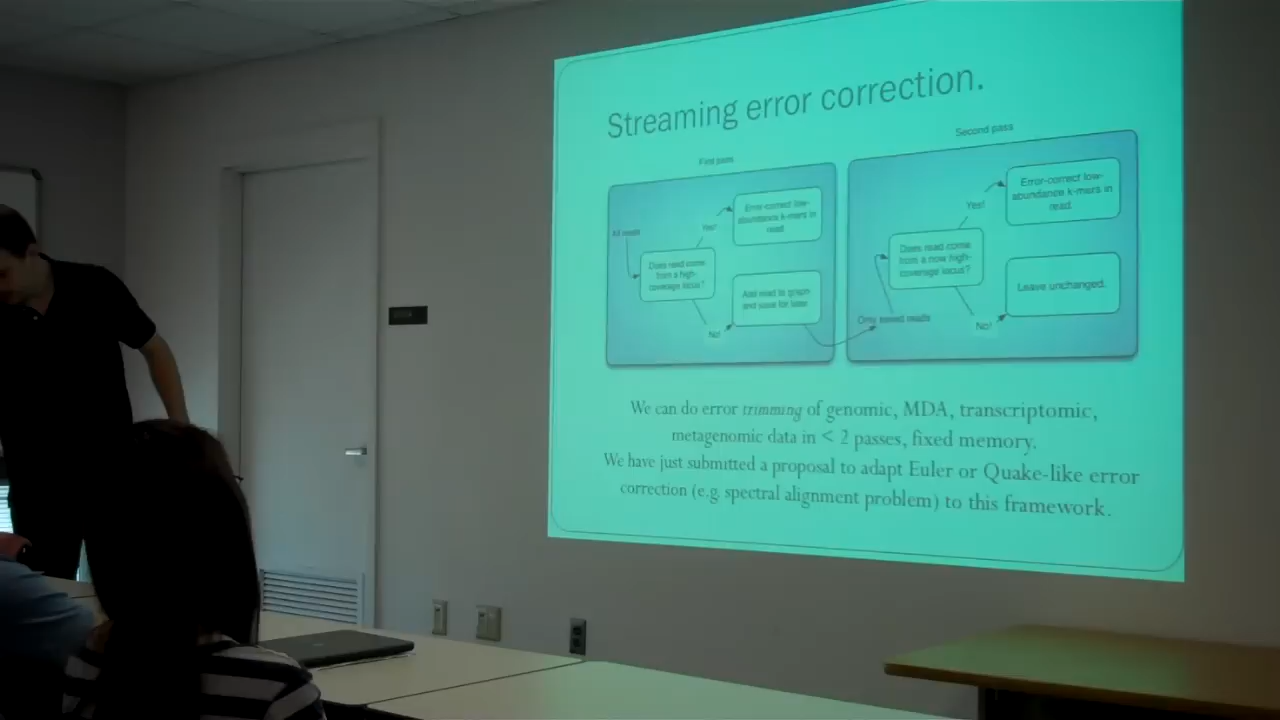 Streaming error correction.
First pass
All reads
Does read come
from a high-
coverage locus?
Yes!
Error-correct low-
abundance k-mers in
read.
No!
Add read to graph
and save for later.
Second pass
Only saved reads
Does read come
from a now high-
coverage locus?
Yes!
Error-correct low-
abundance k-mers in
read.
No!
Leave unchanged.
We can do error trimming of genomic, MDA, transcriptomic,
metagenomic data in < 2 passes, fixed memory.
We have just submitted a proposal to adapt Euler or Quake-like error
correction (e.g. spectral alignment problem) to this framework.